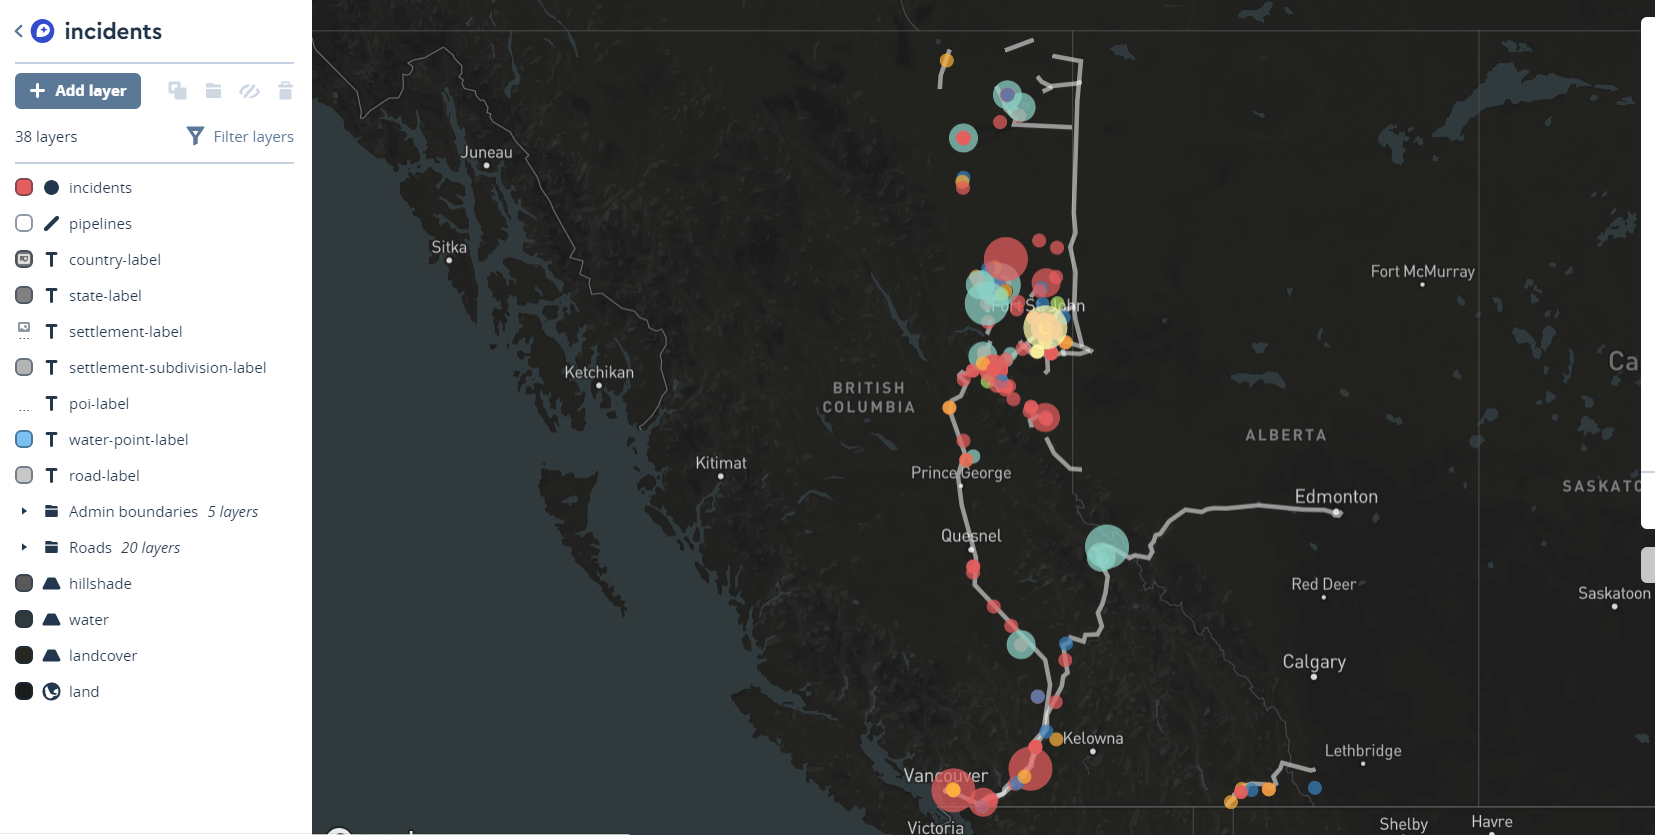 incidents
Add layer
38 layers
Filter layers
incidents
pipelines
country-label
state-label
settlement-label
settlement-subdivision-label
poi-label
water-point-label
road-label
Admin boundaries 5 layers
Roads 20 layers
hillshade
water
landcover
land
Juneau
Sitka
Ketchikan
Kitimat
BRITISH
COLUMBIA
Fort St. John
Prince George
Quesnel
Kelowna
Vancouver
Victoria
Fort McMurray
Ca
ALBERTA
SASKATC
Edmonton
Red Deer
Saskatoon
Calgary
Lethbridge
Shelby
Havre